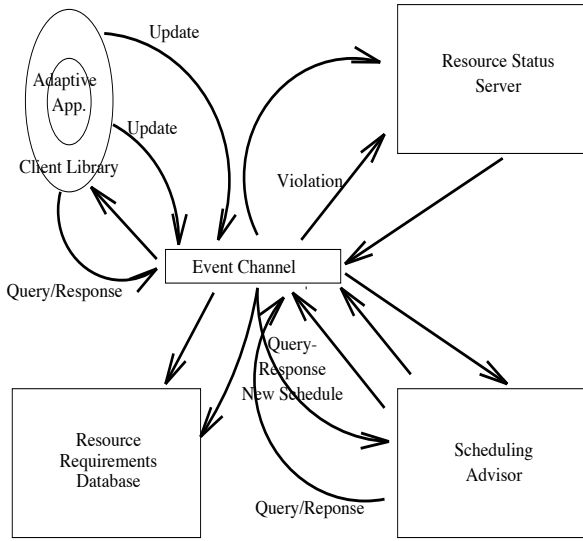 Update
Resource Status
Server
Adaptive
App.
Update
Client Library
Violation
Event Channel
Query/Response
Query-
Response
New Schedule
Resource
Requirements
Database
Scheduling
Advisor
Query/Reponse